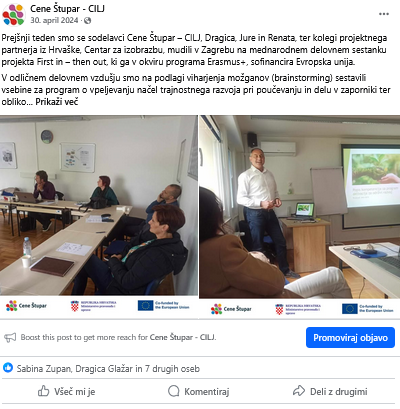 Cene Štupar - CILJ
30. april 2024 ·
Prejšnji teden smo se sodelavci Cene Štupar – CILJ, Dragica, Jure in Renata, ter kolegi projektnega
partnerja iz Hrvaške, Centar za izobrazbu, mudili v Zagrebu na mednarodnem delovnem sestanku
projekta First in – then out, ki ga v okviru programa Erasmus+, sofinancira Evropska unija.
V odličnem delovnem vzdušju smo na podlagi viharjenja možganov (brainstorming) sestavili
vsebine za program o vpeljevanju načel trajnostnega razvoja pri poučevanju in delu v zaporniki ter
obliko... Prikaži več
Cene Štupar
REPUBLIKA HRVATSKA
Co-funded by
the European Union
Cene Štupar
REPUBLIKA HRVATSKA
Co-funded by
the European Union
Boost this post to get more reach for Cene Štupar - CILJ.
Promoviraj objavo
Sabina Zupan, Dragica Glažar in 7 drugih oseb
Všeč mi je
Komentiraj
Deli z drugimi